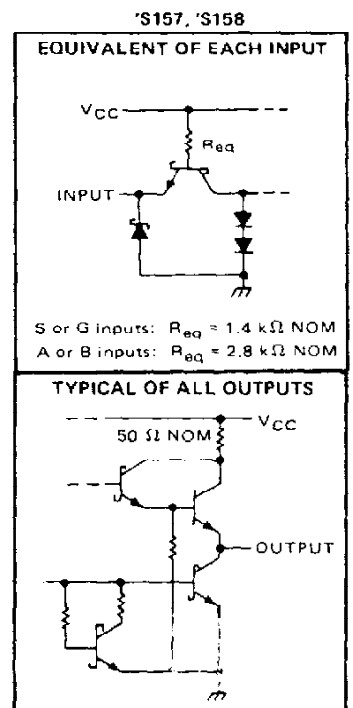 'S157, 'S158
EQUIVALENT OF EACH INPUT
VCC
Req
INPUT
S or G inputs: Req = 1.4 kΩ NOM
A or B inputs: Req = 2.8 kΩ NOM
TYPICAL OF ALL OUTPUTS
VCC
50 Ω NOM
OUTPUT